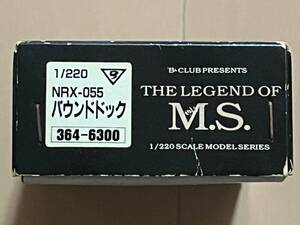 1/220 9
NRX-055
バウンドドック
364-6300
B-CLUB PRESENTS
THE LEGEND OF
M.S.
1/220 SCALE MODEL SERIES